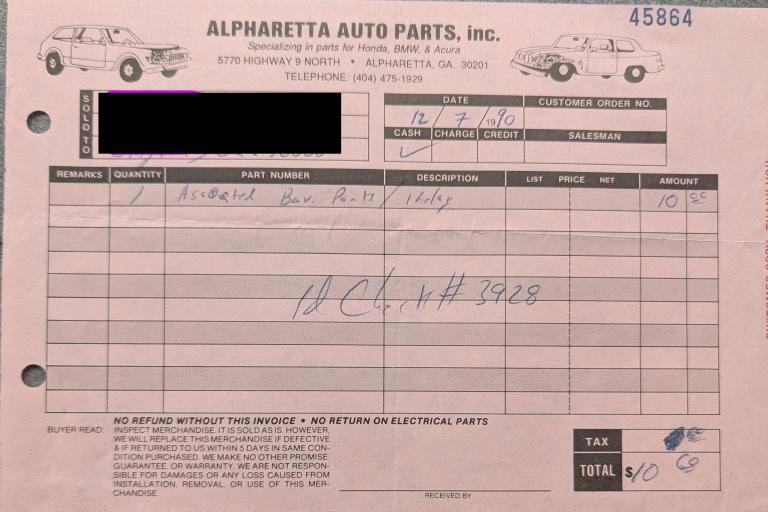 45864
ALPHARETTA AUTO PARTS, inc.
Specializing in parts for Honda, BMW, & Acura
5770 HIGHWAY 9 NORTH • ALPHARETTA, GA. 30201
TELEPHONE: (404) 475-1929
SOLD TO
DATE
CUSTOMER ORDER NO.
12 / 7 / 1990
CASH CHARGE CREDIT SALESMAN
✓
REMARKS QUANTITY PART NUMBER DESCRIPTION LIST PRICE NET AMOUNT
1 Assorted Bav. Parts / 10 00
Check # 3928
NO REFUND WITHOUT THIS INVOICE • NO RETURN ON ELECTRICAL PARTS
BUYER READ: INSPECT MERCHANDISE. IT IS SOLD AS IS. HOWEVER,
WE WILL REPLACE THIS MERCHANDISE IF DEFECTIVE
& IF RETURNED TO US WITHIN 5 DAYS IN SAME CON-
DITION PURCHASED. WE MAKE NO OTHER PROMISE,
GUARANTEE, OR WARRANTY. WE ARE NOT RESPON-
SIBLE FOR DAMAGES OR ANY LOSS CAUSED FROM
INSTALLATION, REMOVAL, OR USE OF THIS MER-
CHANDISE.
RECEIVED BY
TAX
TOTAL $10 00